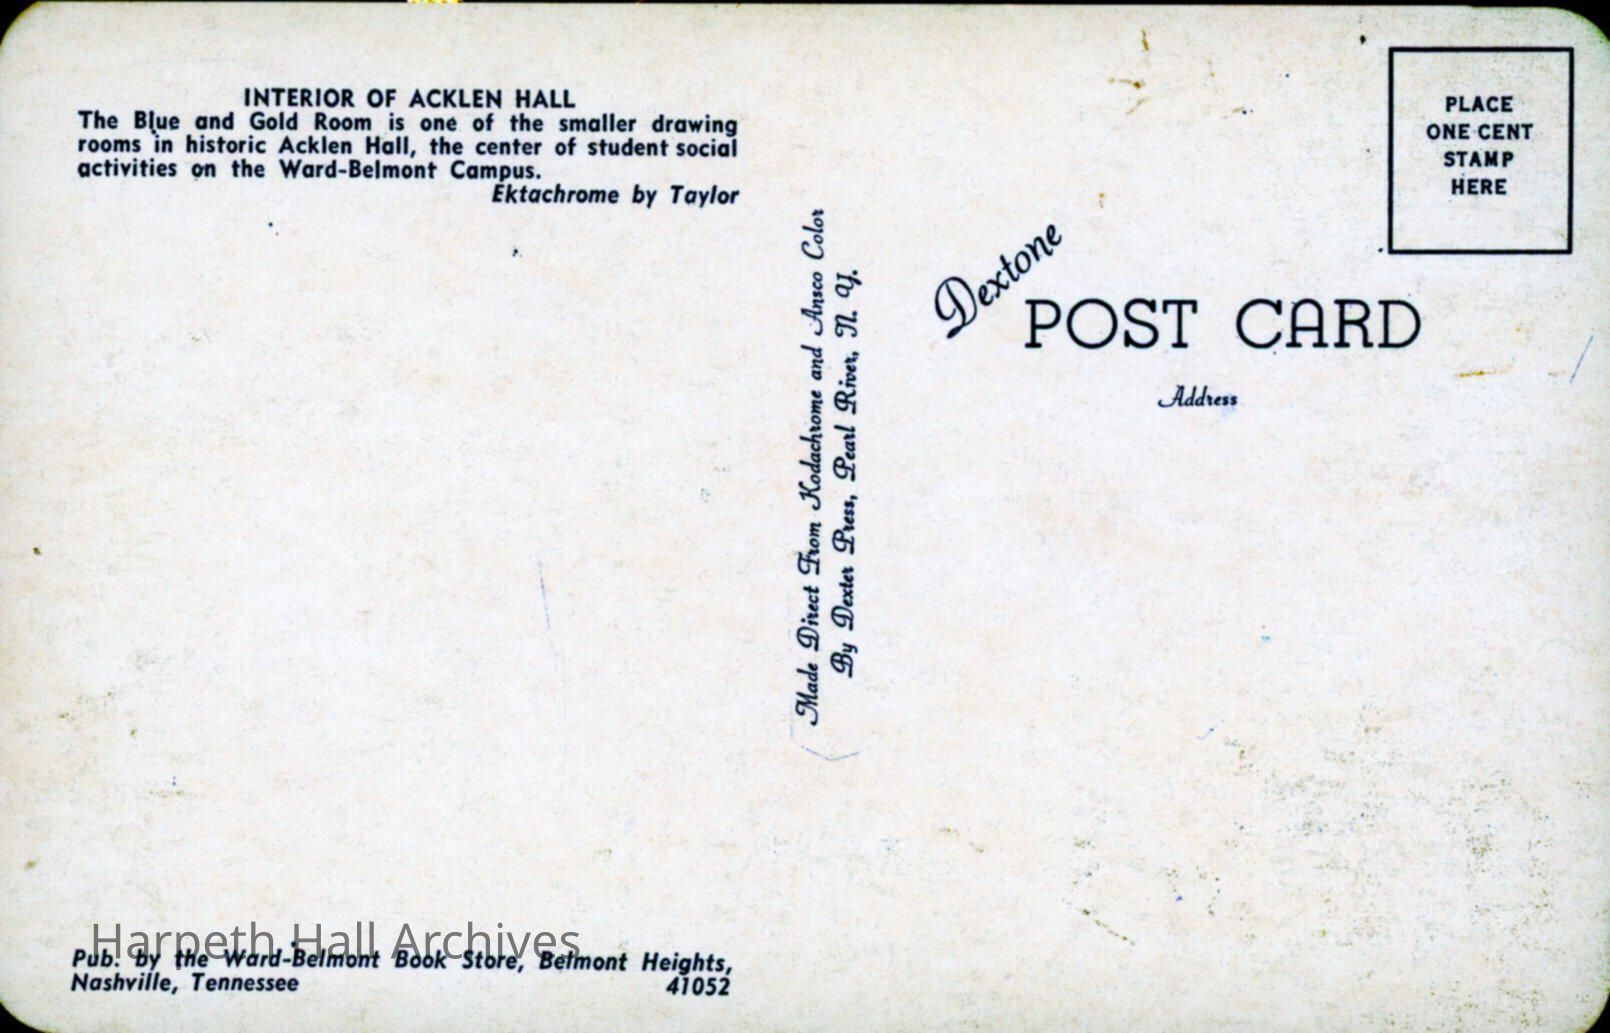 INTERIOR OF ACKLEN HALL
The Blue and Gold Room is one of the smaller drawing
rooms in historic Acklen Hall, the center of student social
activities on the Ward-Belmont Campus.
Ektachrome by Taylor
Pub. by the Ward-Belmont Book Store, Belmont Heights,
Nashville, Tennessee 41052
Harpeth Hall Archives
Made Direct From Kodachrome and Ansco Color
By Dexter Press, Pearl River, N. Y.
Dextone
POST CARD
Address
PLACE
ONE CENT
STAMP
HERE